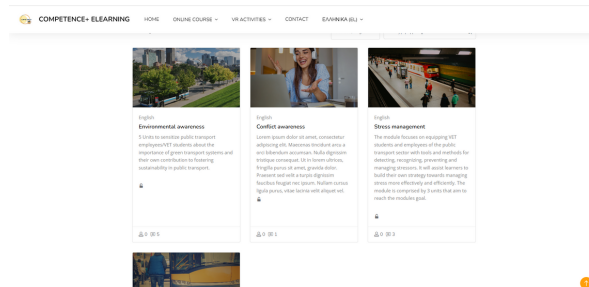 COMPETENCE+ ELEARNING
HOME
ONLINE COURSE
VR ACTIVITIES
CONTACT
ΕΛΛΗΝΙΚΆ (EL)
English
Environmental awareness
5 Units to sensitize public transport
employees/VET students about the
importance of green transport systems and
their own contribution to fostering
sustainability in public transport.
0 0
English
Conflict awareness
Lorem ipsum dolor sit amet, consectetur
adipiscing elit. Maecenas tincidunt arcu a
orci bibendum accumsan. Nulla dignissim
tristique consequat. Ut in lorem ultrices,
fringilla purus sit amet, gravida dolor.
Praesent sed velit a turpis dignissim
faucibus feugiat nec ipsum. Nullam cursus
ligula purus, vitae lacinia velit aliquet vel
0 1
English
Stress management
The module focuses on equipping VET
students and employees of the public
transport sector with tools and methods for
detecting, recognizing, preventing and
managing stressors. It will assist learners to
build their own strategy towards managing
stress more effectively and efficiently. The
module is comprised by 3 units that aim to
reach the modules goal.
0 3